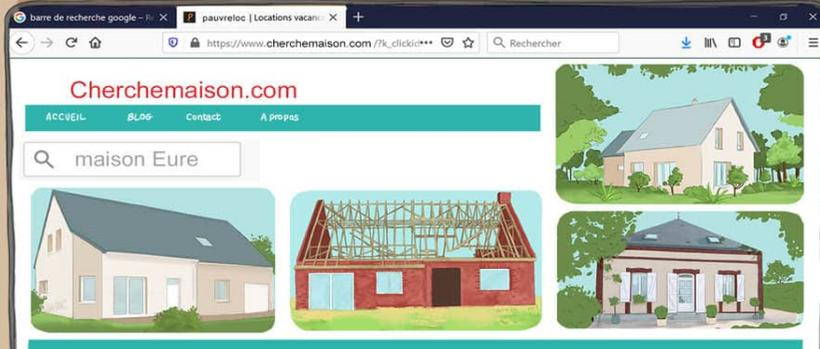 barre de recherche google – R
pauvreloc | Locations vacanc
https://www.cherchemaison.com/?k_clickid•••
Rechercher
3
Cherchemaison.com
ACCUEIL
BLOG
Contact
A propos
maison Eure